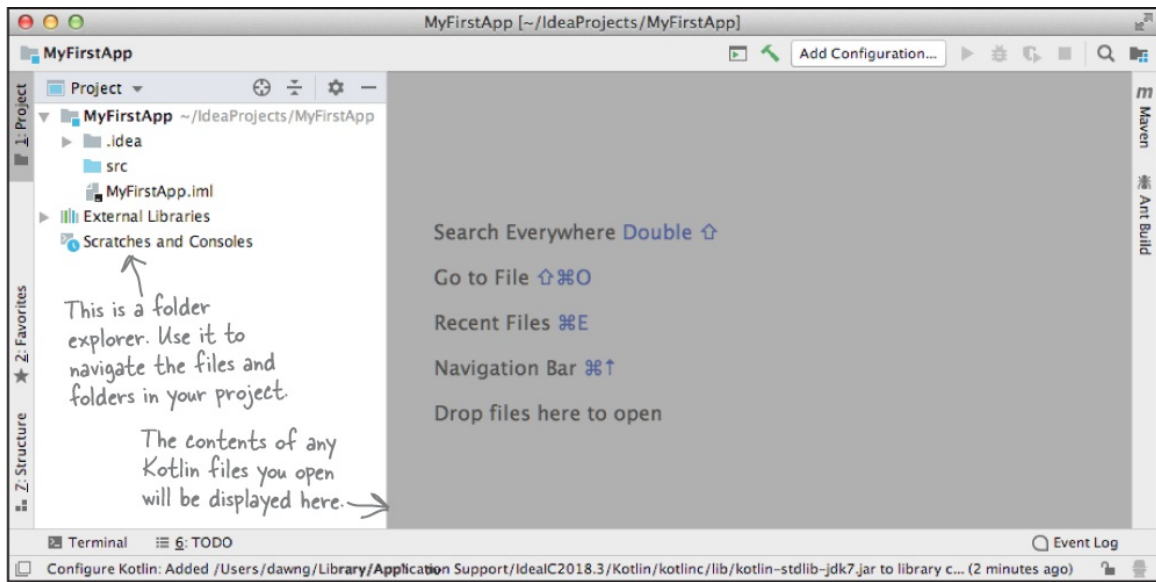 MyFirstApp [~/IdeaProjects/MyFirstApp]
MyFirstApp
Add Configuration...
1: Project
Project
MyFirstApp ~/IdeaProjects/MyFirstApp
.idea
src
MyFirstApp.iml
External Libraries
Scratches and Consoles
This is a folder
explorer. Use it to
navigate the files and
folders in your project.
The contents of any
Kotlin files you open
will be displayed here.
2: Favorites
Z: Structure
Search Everywhere Double ⇧
Go to File ⇧⌘O
Recent Files ⌘E
Navigation Bar ⌘↑
Drop files here to open
m Maven
Ant Build
Terminal
6: TODO
Event Log
Configure Kotlin: Added /Users/dawng/Library/Application Support/IdeaIC2018.3/Kotlin/kotlinc/lib/kotlin-stdlib-jdk7.jar to library c... (2 minutes ago)